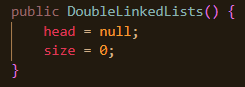 public DoubleLinkedLists() {
    head = null;
    size = 0;
}